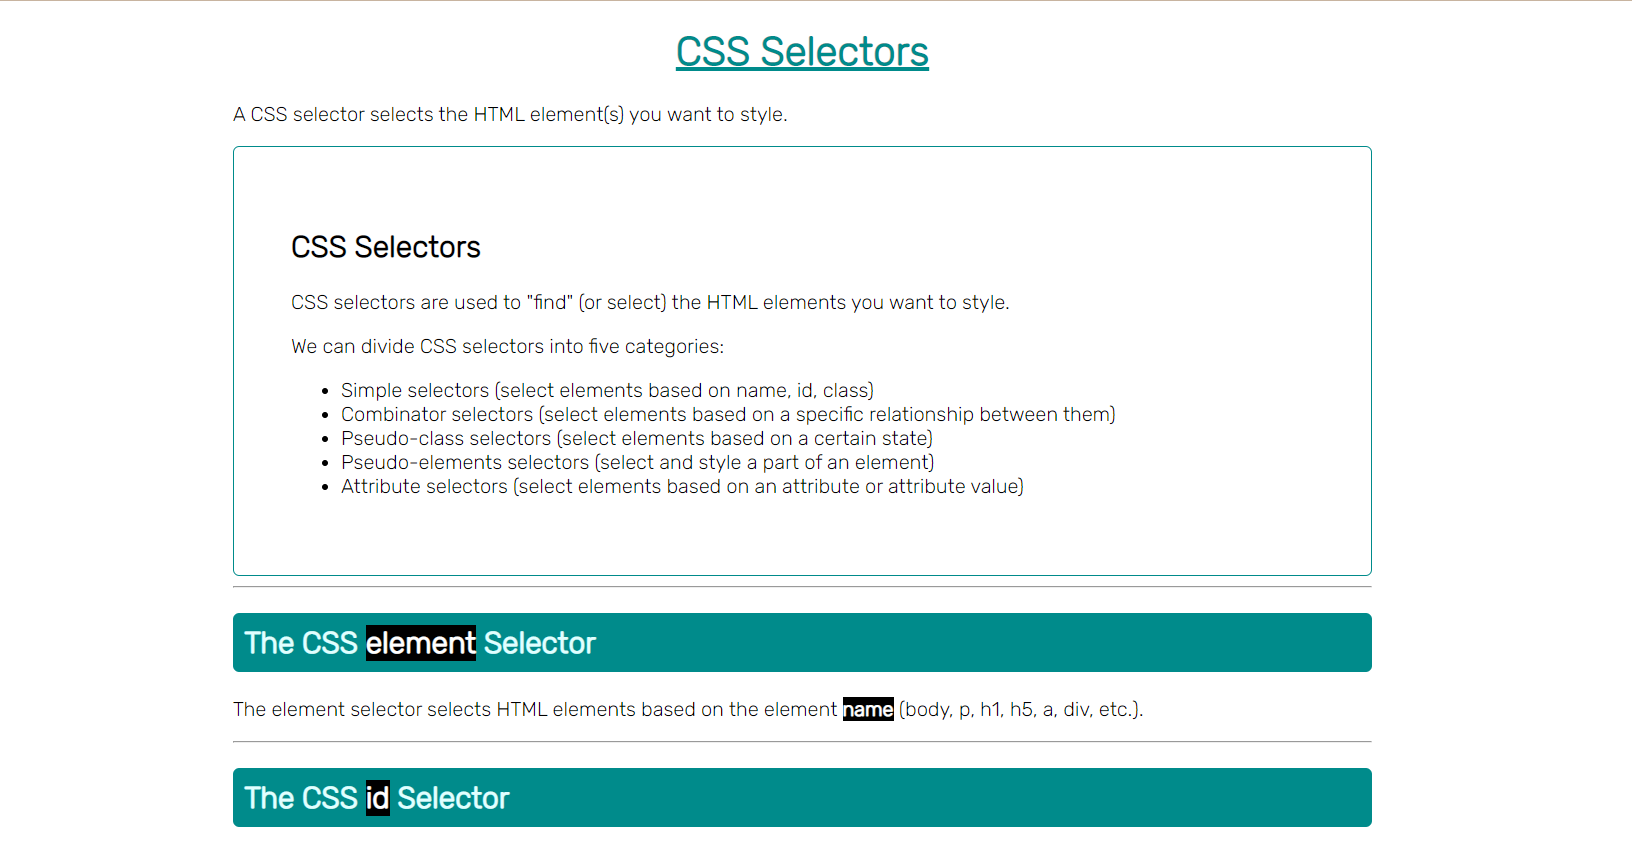 CSS Selectors
A CSS selector selects the HTML element(s) you want to style.
CSS Selectors
CSS selectors are used to "find" (or select) the HTML elements you want to style.
We can divide CSS selectors into five categories:
• Simple selectors (select elements based on name, id, class)
• Combinator selectors (select elements based on a specific relationship between them)
• Pseudo-class selectors (select elements based on a certain state)
• Pseudo-elements selectors (select and style a part of an element)
• Attribute selectors (select elements based on an attribute or attribute value)
The CSS element Selector
The element selector selects HTML elements based on the element name (body, p, h1, h5, a, div, etc.).
The CSS id Selector